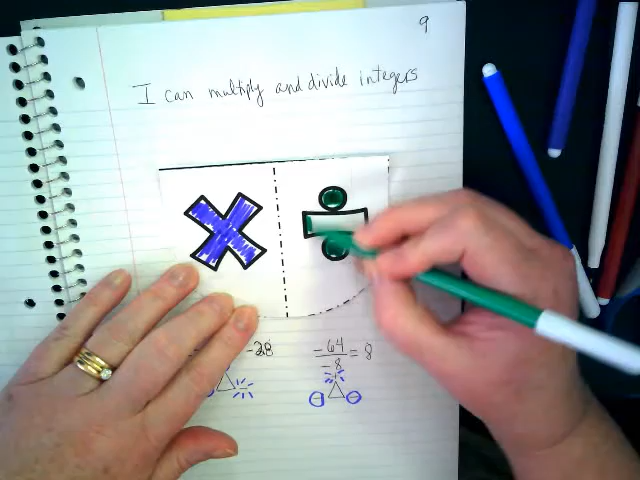 9
I can multiply and divide integers
-28
-64/-8 = 8